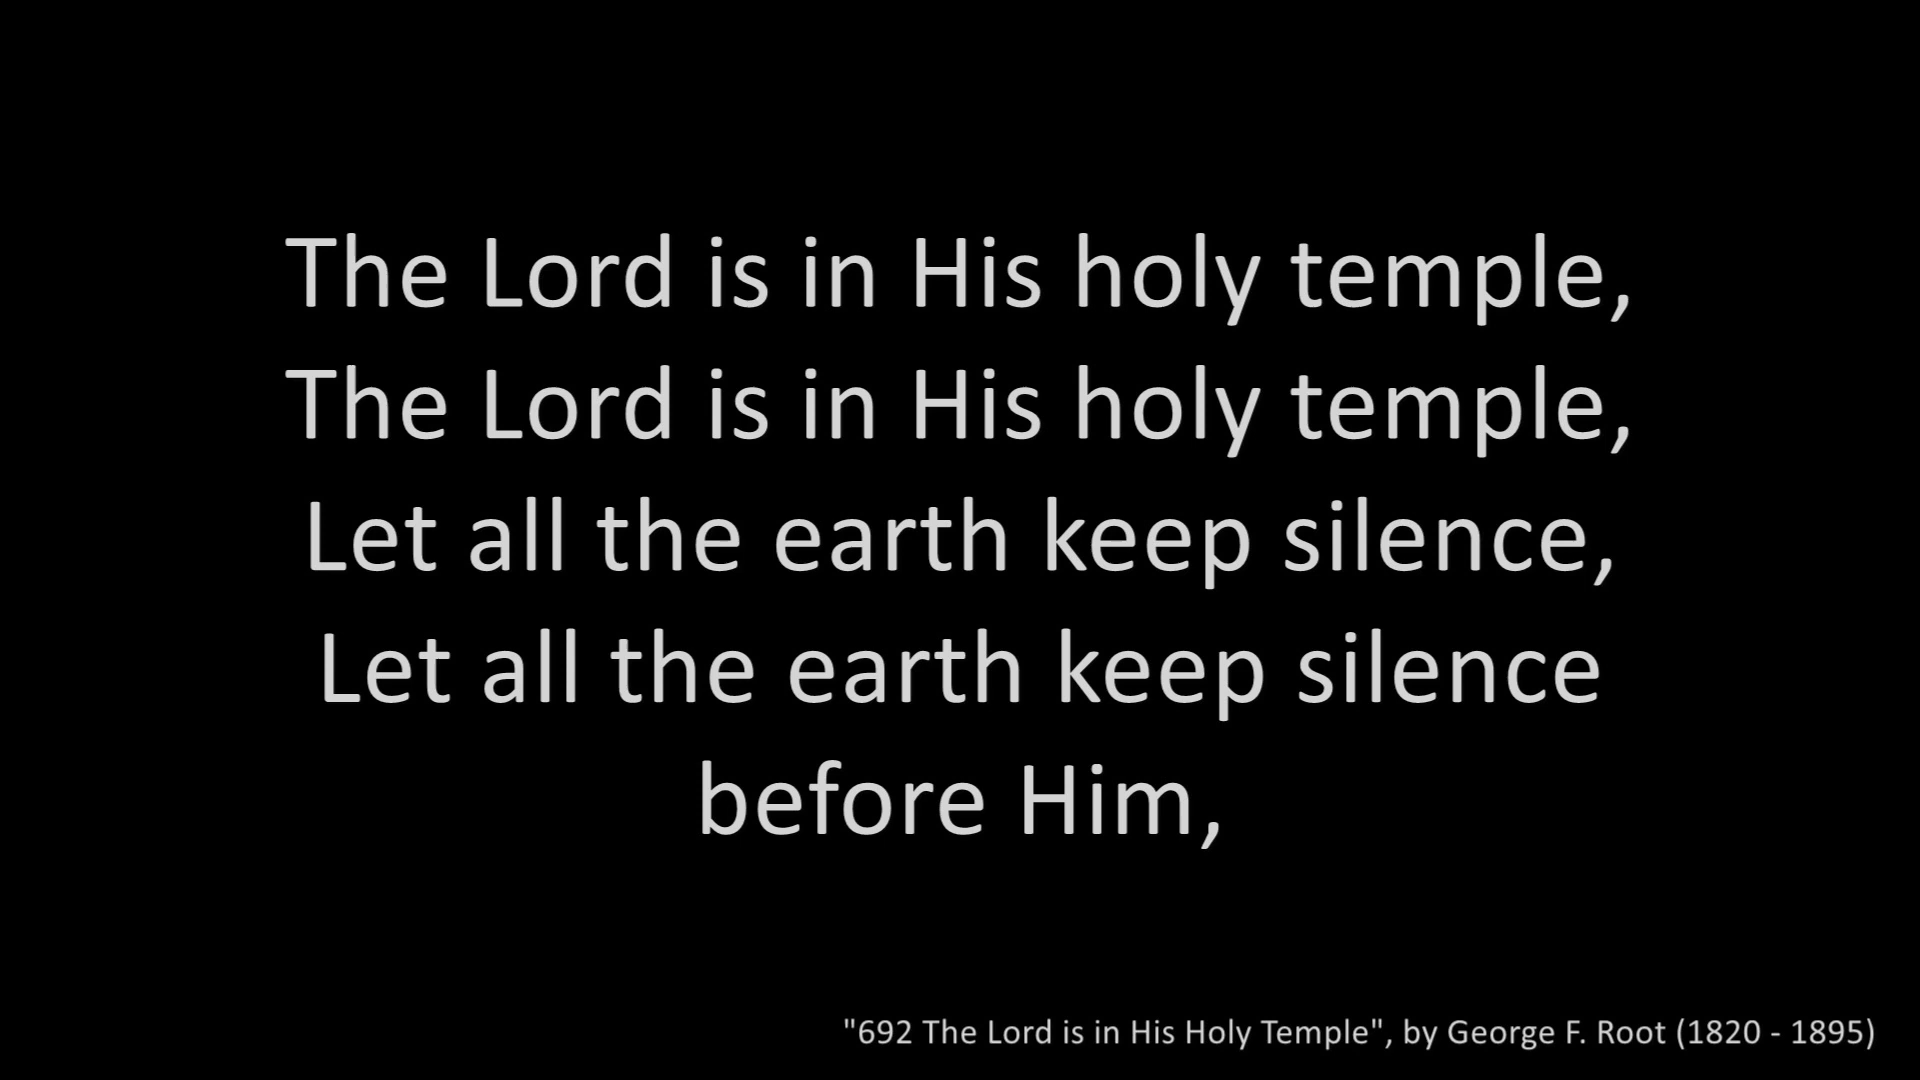 The Lord is in His holy temple,
The Lord is in His holy temple,
Let all the earth keep silence,
Let all the earth keep silence
before Him,
"692 The Lord is in His Holy Temple", by George F. Root (1820 - 1895)